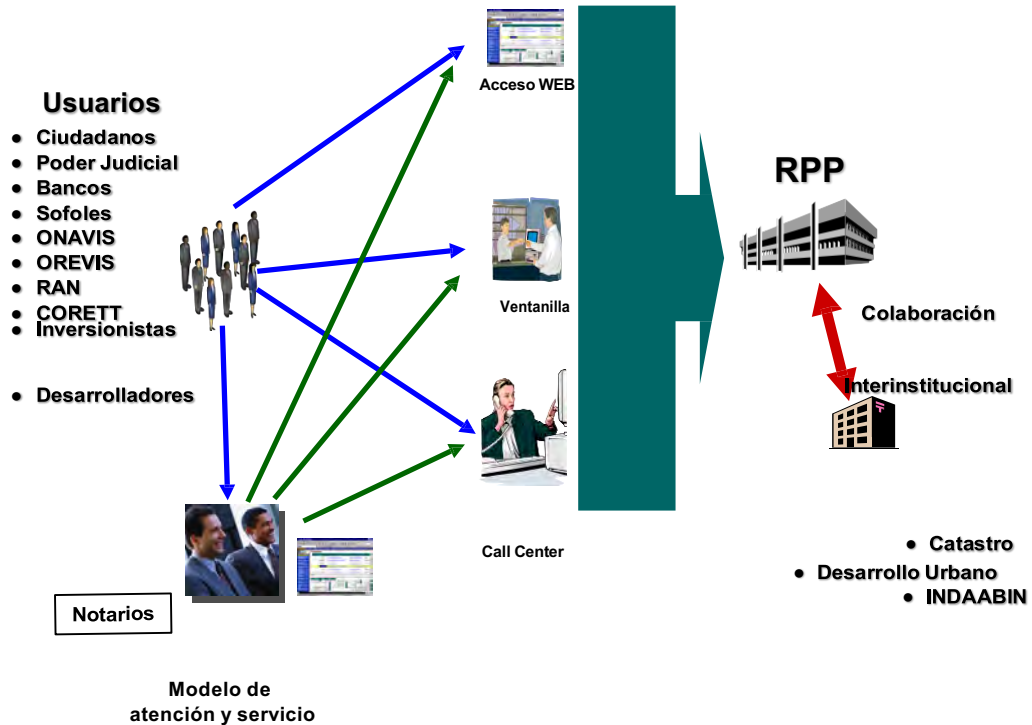 Usuarios
● Ciudadanos
● Poder Judicial
● Bancos
● Sofoles
● ONAVIS
● OREVIS
● RAN
● CORETT
● Inversionistas
● Desarrolladores
Notarios
Modelo de
atención y servicio
Acceso WEB
Ventanilla
Call Center
RPP
Colaboración
Interinstitucional
● Catastro
● Desarrollo Urbano
● INDAABIN